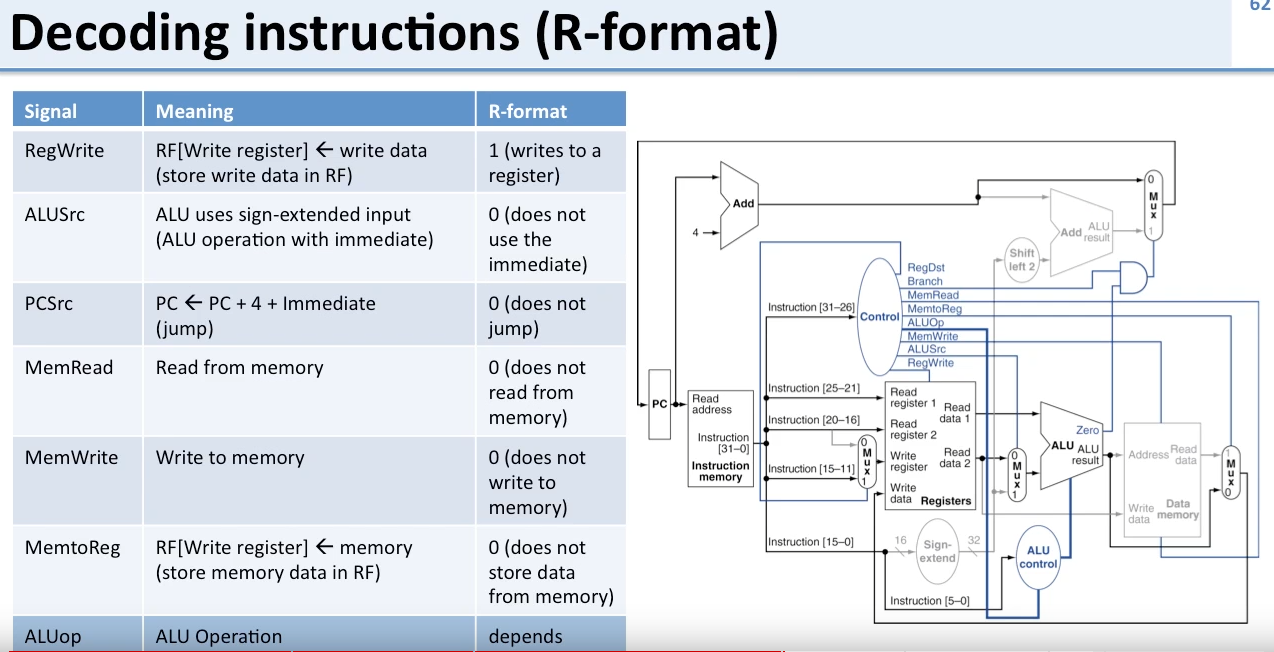 62
Decoding instructions (R-format)
Signal
Meaning
R-format
RegWrite
RF[Write register] ← write data
(store write data in RF)
1 (writes to a
register)
ALUSrc
ALU uses sign-extended input
(ALU operation with immediate)
0 (does not
use the
immediate)
PCSrc
PC ← PC + 4 + Immediate
(jump)
0 (does not
jump)
MemRead
Read from memory
0 (does not
read from
memory)
MemWrite
Write to memory
0 (does not
write to
memory)
MemtoReg
RF[Write register] ← memory
(store memory data in RF)
0 (does not
store data
from memory)
ALUop
ALU Operation
depends
Add
4
0
Mux
1
Add
ALU
result
Shift
left 2
RegDst
Branch
MemRead
MemtoReg
ALUOp
MemWrite
ALUSrc
RegWrite
Control
Instruction [31–26]
Instruction [25–21]
Instruction [20–16]
Instruction [15–11]
Instruction [15–0]
Instruction [5–0]
PC
Read
address
Instruction
[31–0]
Instruction
memory
0
Mux
1
Read
register 1
Read
register 2
Write
register
Write
data
Read
data 1
Read
data 2
Registers
0
Mux
1
Zero
ALU
ALU
result
Address
Read
data
Write
data
Data
memory
1
Mux
0
16
Sign-
extend
32
ALU
control